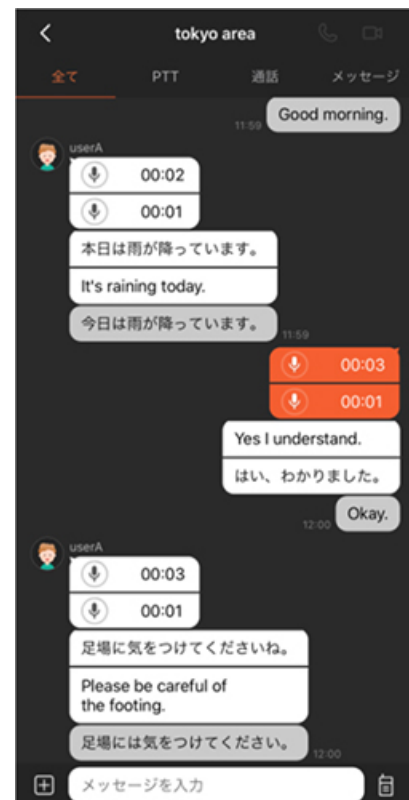 tokyo area
全て PTT 通話 メッセージ
Good morning.
11:59
userA
00:02
00:01
本日は雨が降っています。
It's raining today.
今日は雨が降っています。
11:59
00:03
00:01
Yes I understand.
はい、わかりました。
Okay.
12:00
userA
00:03
00:01
足場に気をつけてくださいね。
Please be careful of
the footing.
足場には気をつけてください。
12:00
メッセージを入力